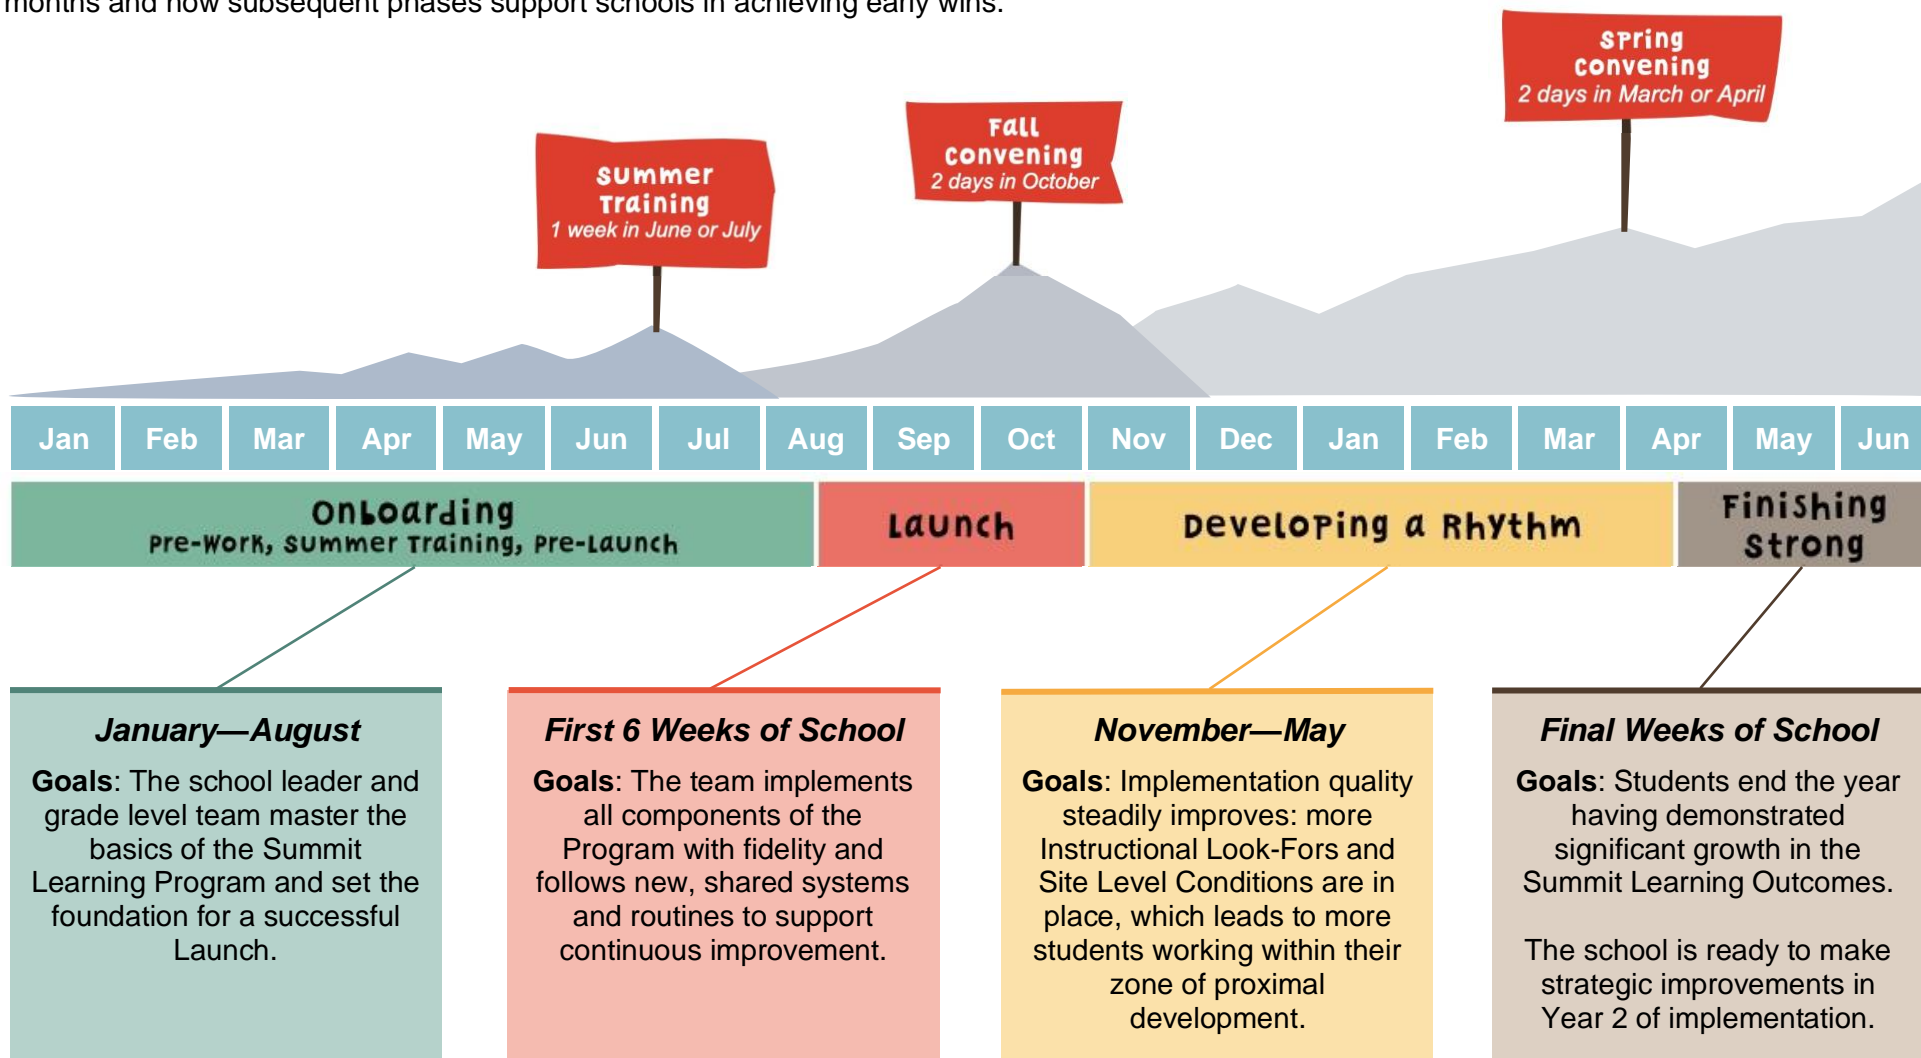 months and how subsequent phases support schools in achieving early wins.
Spring
Convening
2 days in March or April
Fall
Convening
2 days in October
Summer
Training
1 week in June or July
Jan Feb Mar Apr May Jun Jul Aug Sep Oct Nov Dec Jan Feb Mar Apr May Jun
Onboarding
Pre-Work, Summer Training, Pre-Launch
Launch
Developing a Rhythm
Finishing
Strong
January—August
Goals: The school leader and
grade level team master the
basics of the Summit
Learning Program and set the
foundation for a successful
Launch.
First 6 Weeks of School
Goals: The team implements
all components of the
Program with fidelity and
follows new, shared systems
and routines to support
continuous improvement.
November—May
Goals: Implementation quality
steadily improves: more
Instructional Look-Fors and
Site Level Conditions are in
place, which leads to more
students working within their
zone of proximal
development.
Final Weeks of School
Goals: Students end the year
having demonstrated
significant growth in the
Summit Learning Outcomes.
The school is ready to make
strategic improvements in
Year 2 of implementation.